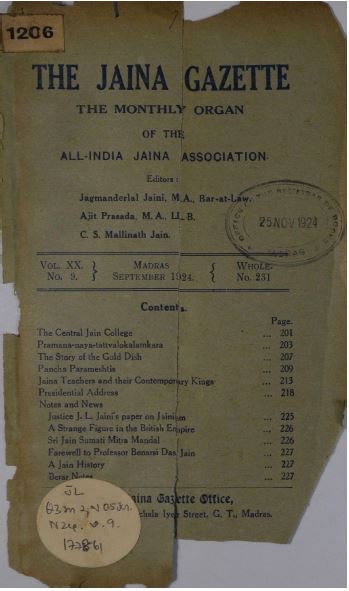 1206
THE JAINA GAZETTE
THE MONTHLY ORGAN
OF THE
ALL-INDIA JAINA ASSOCIATION.
Editors :
Jagmanderlal Jaini, M.A., Bar-at-Law.
Ajit Prasada, M. A., LL. B.
C. S. Mallinath Jain.
25 NOV 1924
VOL. XX. } MADRAS { WHOLE
No. 9. } SEPTEMBER 1924. { No. 231
Contents.
Page.
The Central Jain College ... 201
Pramana-naya-tattvalokalamkara ... 203
The Story of the Gold Dish ... 207
Pancha Parameshtis ... 209
Jaina Teachers and their Contemporary Kings ... 213
Presidential Address ... 218
Notes and News
Justice J. L. Jaini's paper on Jainism ... 225
A Strange Figure in the British Empire ... 226
Sri Jain Sumati Mitra Mandal ... 226
Farewell to Professor Benarsi Das Jain ... 227
A Jain History ... 227
Berar Notes ... 227
aina Gazette Office,
chala Iyer Street, G. T., Madras.
JL
177861